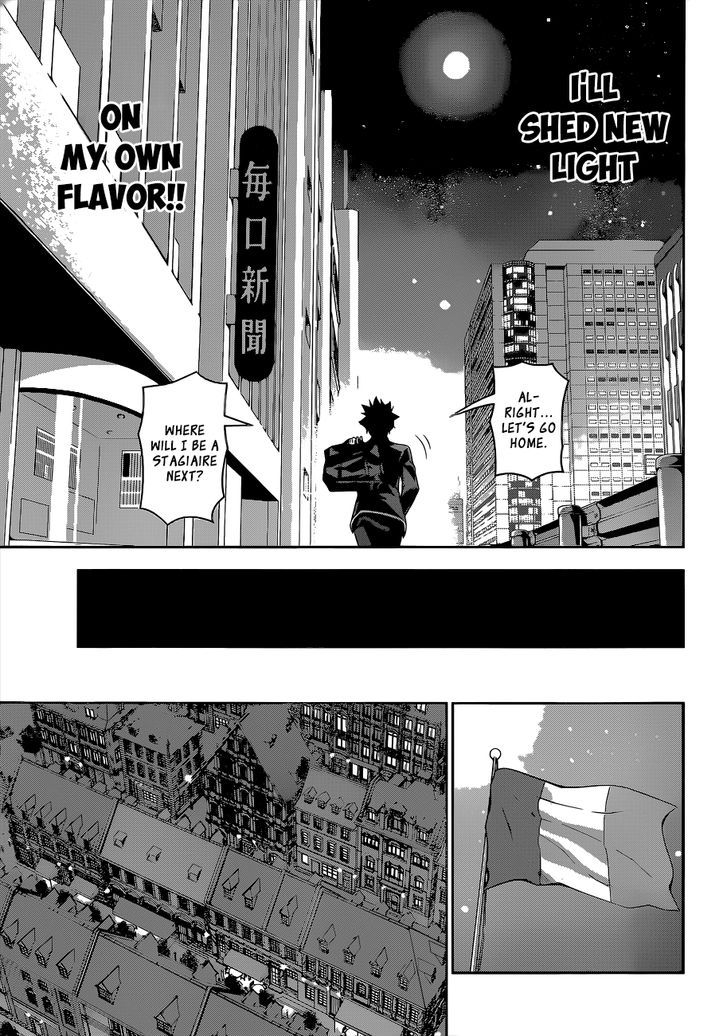 I'LL
SHED NEW
LIGHT
ON
MY OWN
FLAVOR!!
毎日新聞
AL-
RIGHT...
LET'S GO
HOME.
WHERE
WILL I BE A
STAGIAIRE
NEXT?